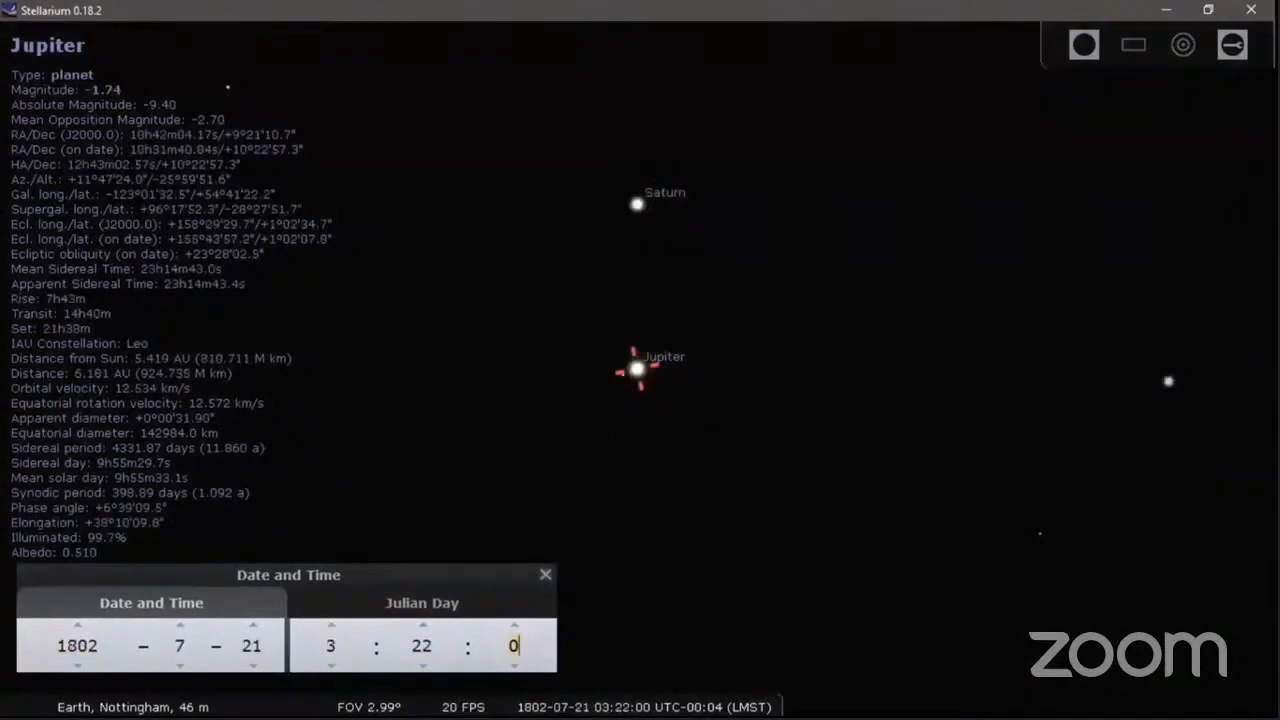 Stellarium 0.18.2
Jupiter
Type: planet
Magnitude: -1.74
Absolute Magnitude: -9.40
Mean Opposition Magnitude: -2.70
RA/Dec (J2000.0): 10h42m04.17s/+9°21'10.7"
RA/Dec (on date): 10h31m40.84s/+10°22'57.3"
HA/Dec: 12h43m02.57s/+10°22'57.3"
Az./Alt.: +11°47'24.0"/-25°59'51.6"
Gal. long./lat.: -123°01'32.5"/+54°41'22.2"
Supergal. long./lat.: +96°17'52.3"/-28°27'51.7"
Ecl. long./lat. (J2000.0): +158°29'29.7"/+1°02'34.7"
Ecl. long./lat. (on date): +155°43'57.2"/+1°02'07.8"
Ecliptic obliquity (on date): +23°28'02.5"
Mean Sidereal Time: 23h14m43.0s
Apparent Sidereal Time: 23h14m43.4s
Rise: 7h43m
Transit: 14h40m
Set: 21h38m
IAU Constellation: Leo
Distance from Sun: 5.419 AU (810.711 M km)
Distance: 6.181 AU (924.735 M km)
Orbital velocity: 12.534 km/s
Equatorial rotation velocity: 12.572 km/s
Apparent diameter: +0°00'31.90"
Equatorial diameter: 142984.0 km
Sidereal period: 4331.87 days (11.860 a)
Sidereal day: 9h55m29.7s
Mean solar day: 9h55m33.1s
Synodic period: 398.89 days (1.092 a)
Phase angle: +6°39'09.5"
Elongation: +38°10'09.8"
Illuminated: 99.7%
Albedo: 0.510
Saturn
Jupiter
Date and Time
Date and Time Julian Day
1802 - 7 - 21 3 : 22 : 0
zoom
Earth, Nottingham, 46 m FOV 2.99° 20 FPS 1802-07-21 03:22:00 UTC-00:04 (LMST)